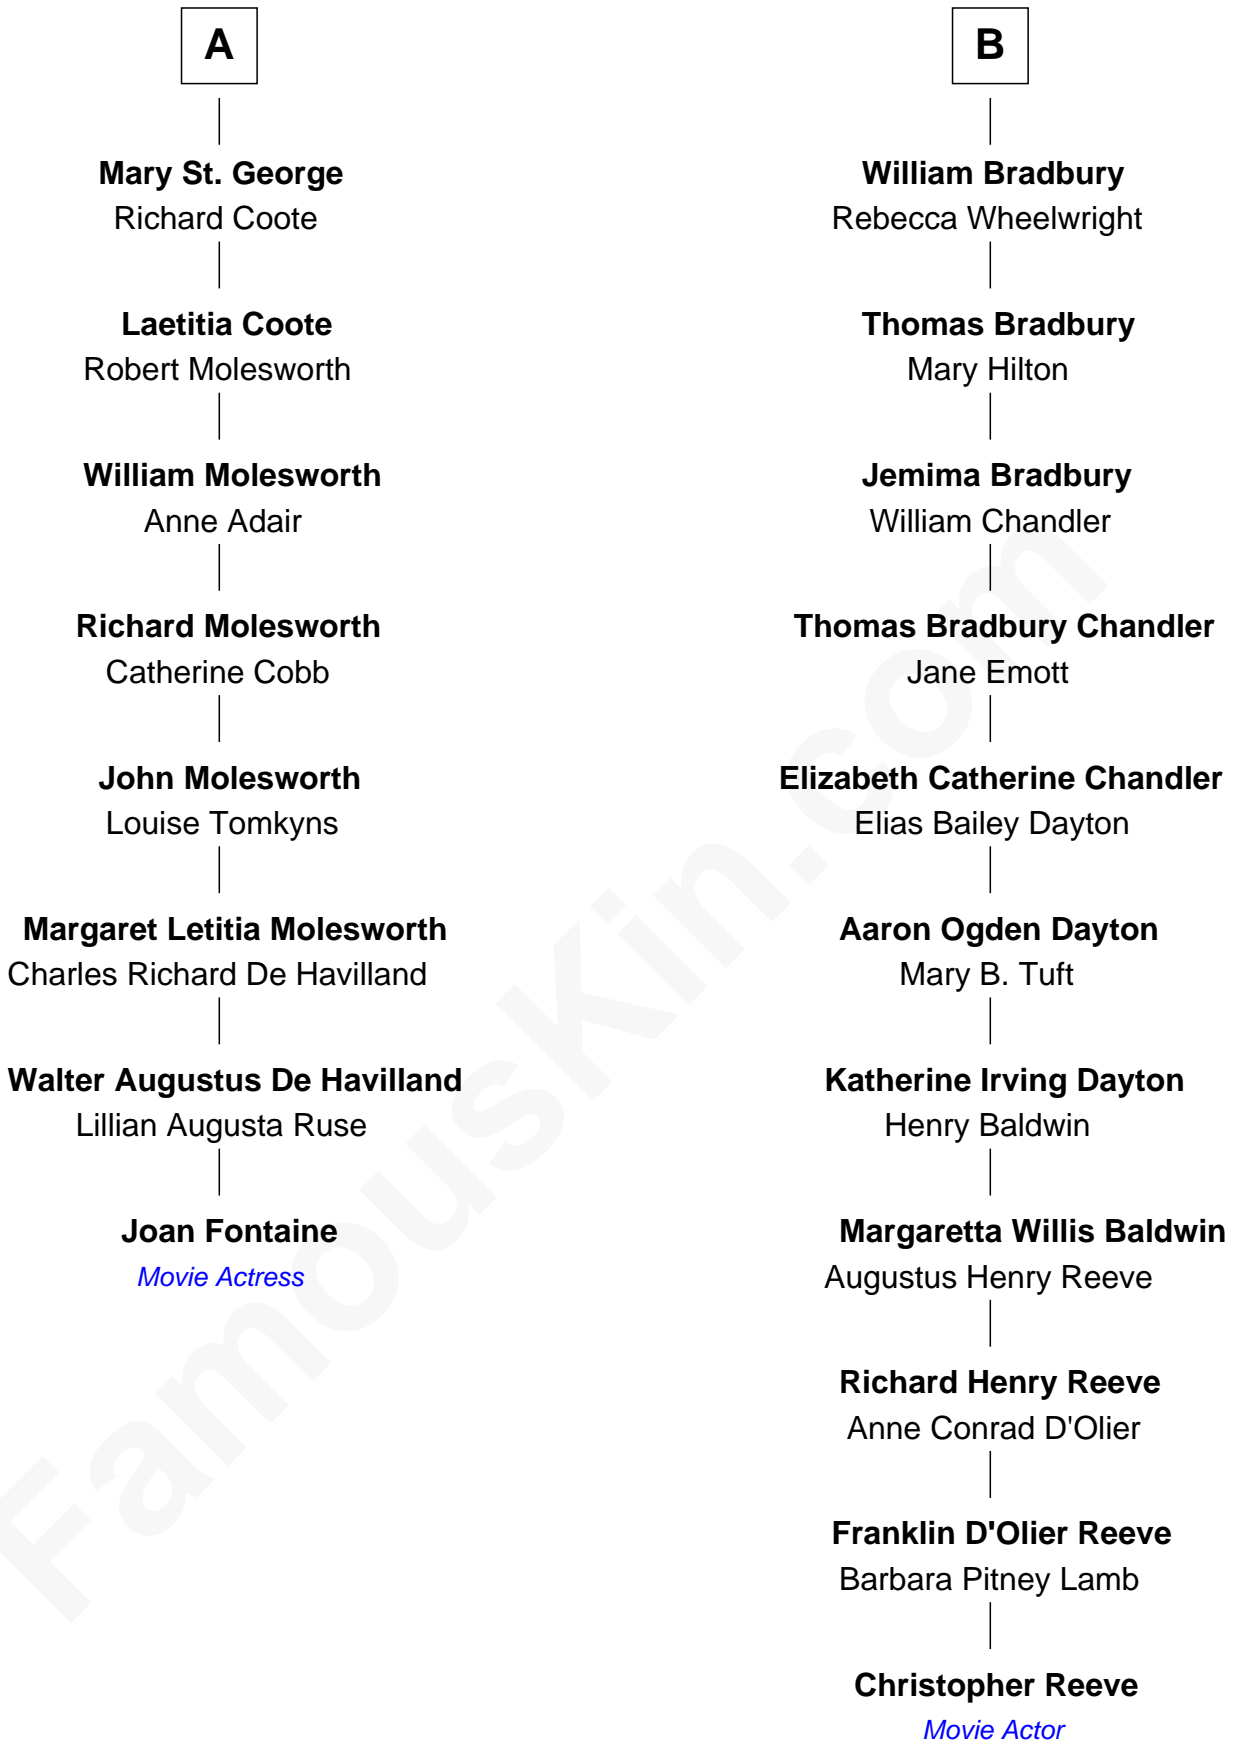 A
Mary St. George
Richard Coote
Laetitia Coote
Robert Molesworth
William Molesworth
Anne Adair
Richard Molesworth
Catherine Cobb
John Molesworth
Louise Tomkyns
Margaret Letitia Molesworth
Charles Richard De Havilland
Walter Augustus De Havilland
Lillian Augusta Ruse
Joan Fontaine
Movie Actress
B
William Bradbury
Rebecca Wheelwright
Thomas Bradbury
Mary Hilton
Jemima Bradbury
William Chandler
Thomas Bradbury Chandler
Jane Emott
Elizabeth Catherine Chandler
Elias Bailey Dayton
Aaron Ogden Dayton
Mary B. Tuft
Katherine Irving Dayton
Henry Baldwin
Margaretta Willis Baldwin
Augustus Henry Reeve
Richard Henry Reeve
Anne Conrad D'Olier
Franklin D'Olier Reeve
Barbara Pitney Lamb
Christopher Reeve
Movie Actor
FamousKin.com